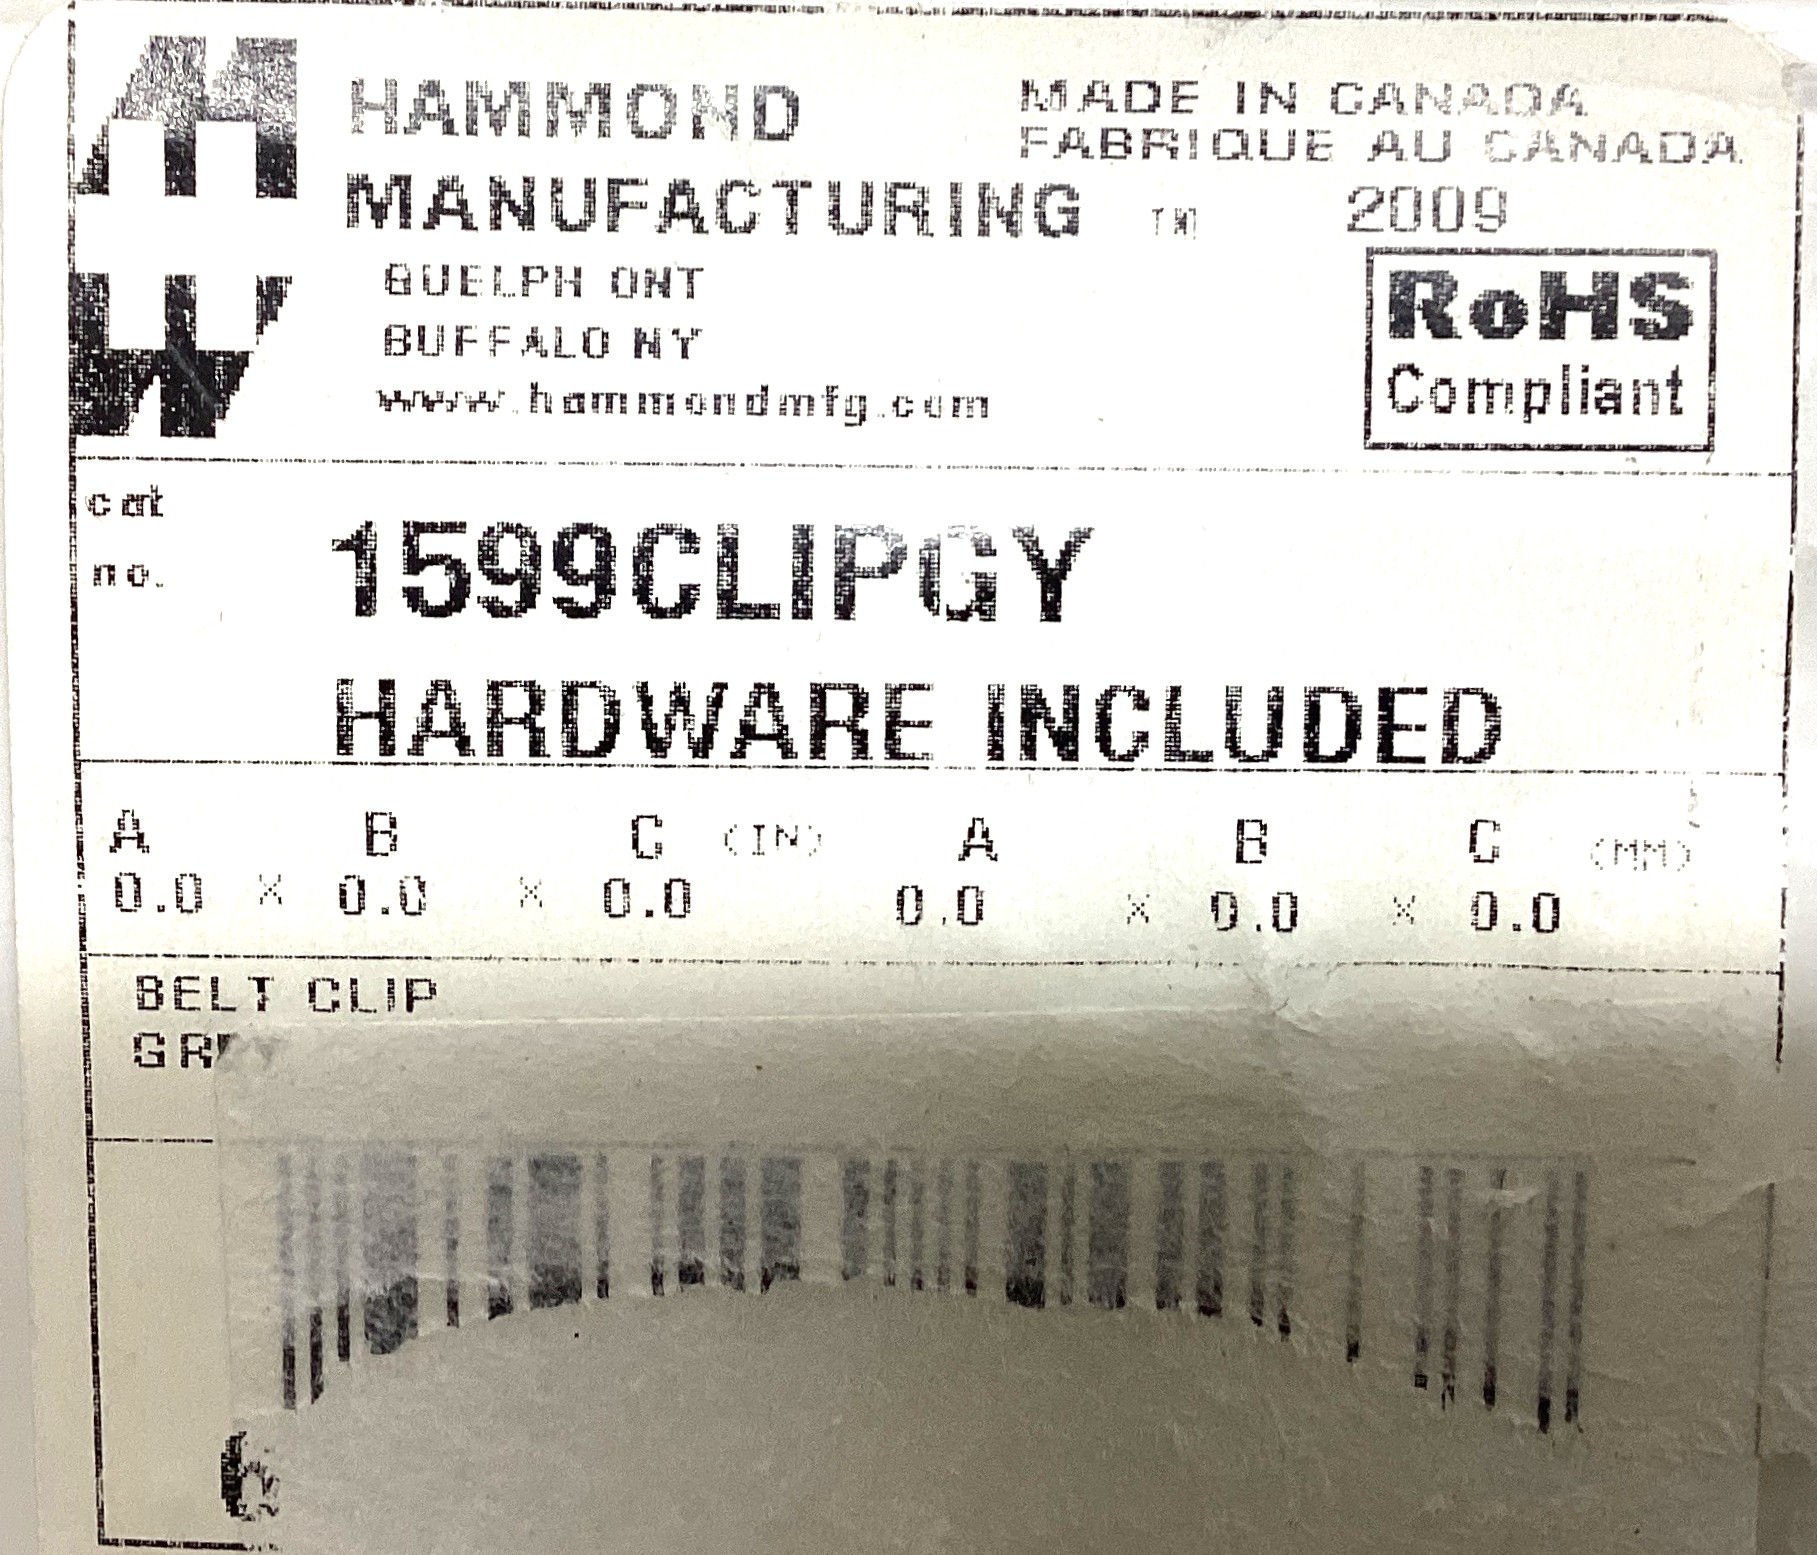 HAMMOND
MANUFACTURING TM
GUELPH ONT
BUFFALO NY
www.hammondmfg.com
MADE IN CANADA
FABRIQUE AU CANADA
2009
RoHS
Compliant
cat
no.
1599CLIPGY
HARDWARE INCLUDED
A B C (IN) A B C (MM)
0.0 x 0.0 x 0.0 0.0 x 0.0 x 0.0
BELT CLIP